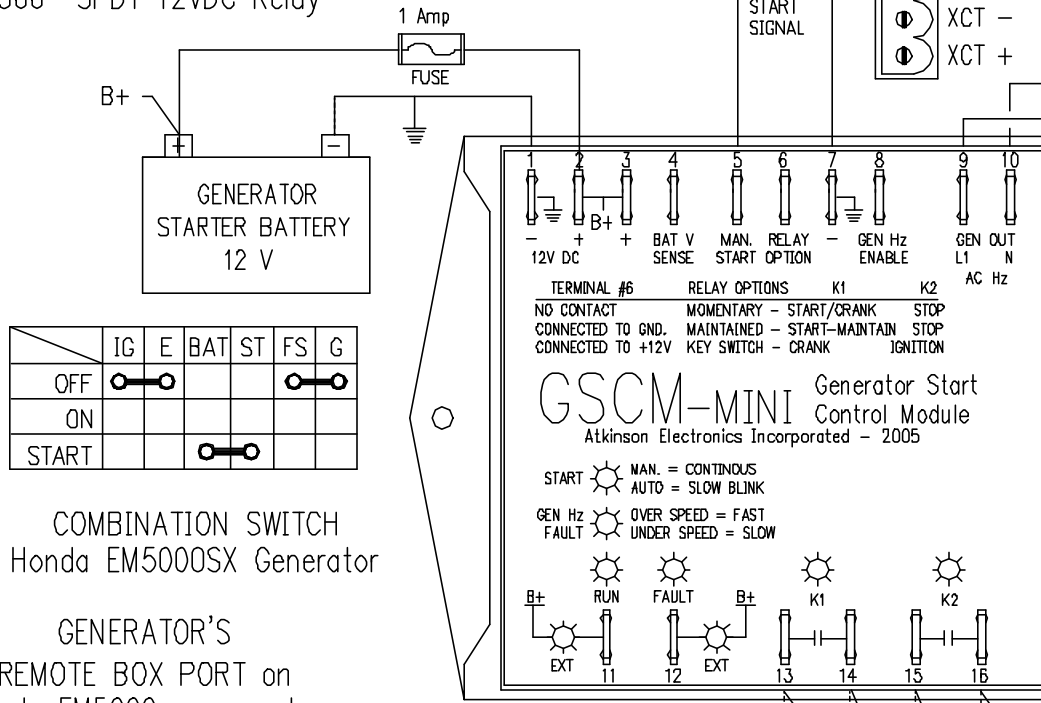 SPDT 12VDC Relay
1 Amp
FUSE
START
SIGNAL
XCT -
XCT +
B+
+ -
GENERATOR
STARTER BATTERY
12 V
1 2 3 4 5 6 7 8 9 10
B+
- + + BAT V MAN. RELAY - GEN Hz GEN OUT
12V DC SENSE START OPTION ENABLE L1 N
AC Hz
TERMINAL #6 RELAY OPTIONS K1 K2
NO CONTACT MOMENTARY - START/CRANK STOP
CONNECTED TO GND. MAINTAINED - START-MAINTAIN STOP
CONNECTED TO +12V KEY SWITCH - CRANK IGNITION
GSCM-MINI Generator Start
Control Module
Atkinson Electronics Incorporated - 2005
IG E BAT ST FS G
OFF
ON
START
START MAN. = CONTINOUS
AUTO = SLOW BLINK
GEN Hz OVER SPEED = FAST
FAULT UNDER SPEED = SLOW
COMBINATION SWITCH
Honda EM5000SX Generator
B+ RUN FAULT B+ K1 K2
EXT EXT
11 12 13 14 15 16
GENERATOR'S
REMOTE BOX PORT on